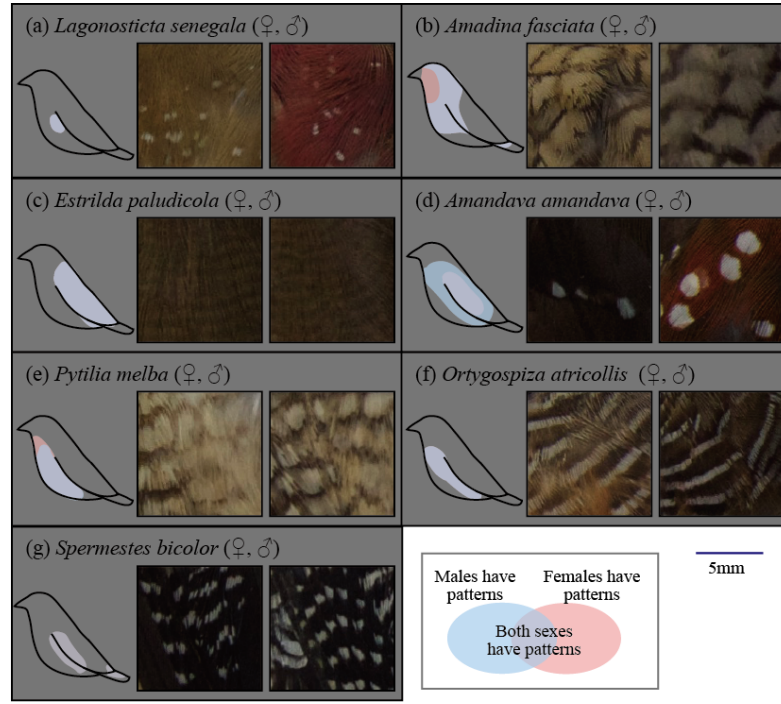 (a) Lagonosticta senegala (♀, ♂)
(b) Amadina fasciata (♀, ♂)
(c) Estrilda paludicola (♀, ♂)
(d) Amandava amandava (♀, ♂)
(e) Pytilia melba (♀, ♂)
(f) Ortygospiza atricollis (♀, ♂)
(g) Spermestes bicolor (♀, ♂)
Males have
patterns
Females have
patterns
Both sexes
have patterns
5mm